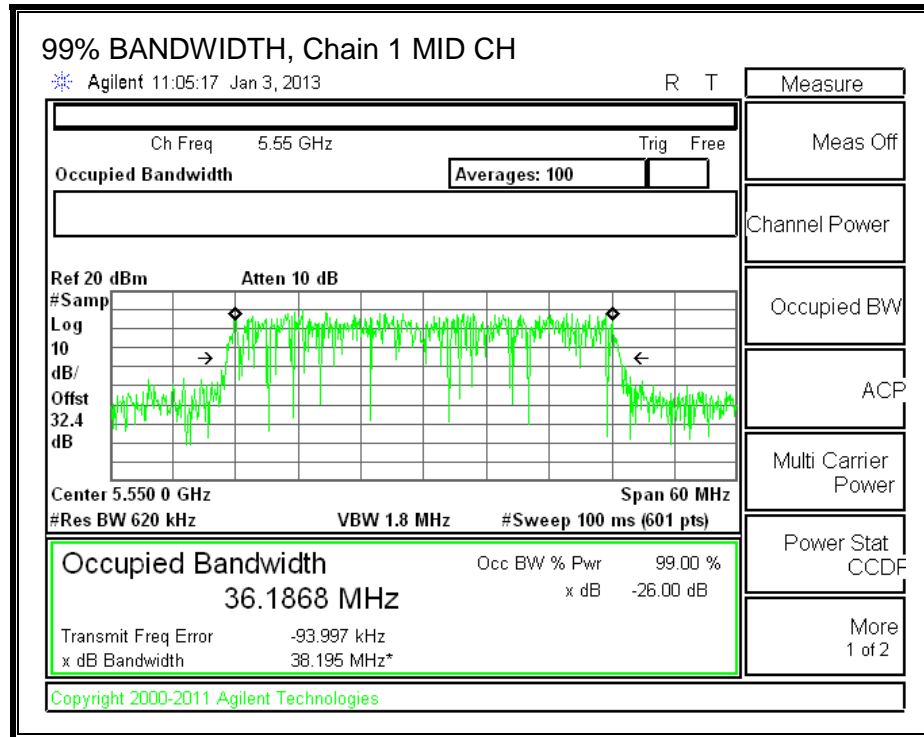 99% BANDWIDTH, Chain 1 MID CH
Agilent 11:05:17 Jan 3, 2013 R T
Measure
Ch Freq 5.55 GHz Trig Free
Occupied Bandwidth Averages: 100
Meas Off
Channel Power
Occupied BW
ACP
Multi Carrier
Power
Power Stat
CCDF
More
1 of 2
Ref 20 dBm Atten 10 dB
#Samp
Log
10
dB/
Offst
32.4
dB
Center 5.550 0 GHz Span 60 MHz
#Res BW 620 kHz VBW 1.8 MHz #Sweep 100 ms (601 pts)
Occupied Bandwidth Occ BW % Pwr 99.00 %
36.1868 MHz x dB -26.00 dB
Transmit Freq Error -93.997 kHz
x dB Bandwidth 38.195 MHz*
Copyright 2000-2011 Agilent Technologies